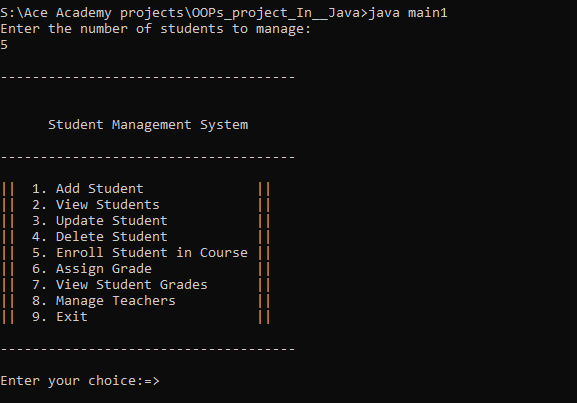 S:\Ace Academy projects\OOPs_project_In__Java>java main1
Enter the number of students to manage:
5
-------------------------------------
Student Management System
-------------------------------------
||  1. Add Student              ||
||  2. View Students            ||
||  3. Update Student           ||
||  4. Delete Student           ||
||  5. Enroll Student in Course ||
||  6. Assign Grade             ||
||  7. View Student Grades      ||
||  8. Manage Teachers          ||
||  9. Exit                     ||
-------------------------------------
Enter your choice:=>